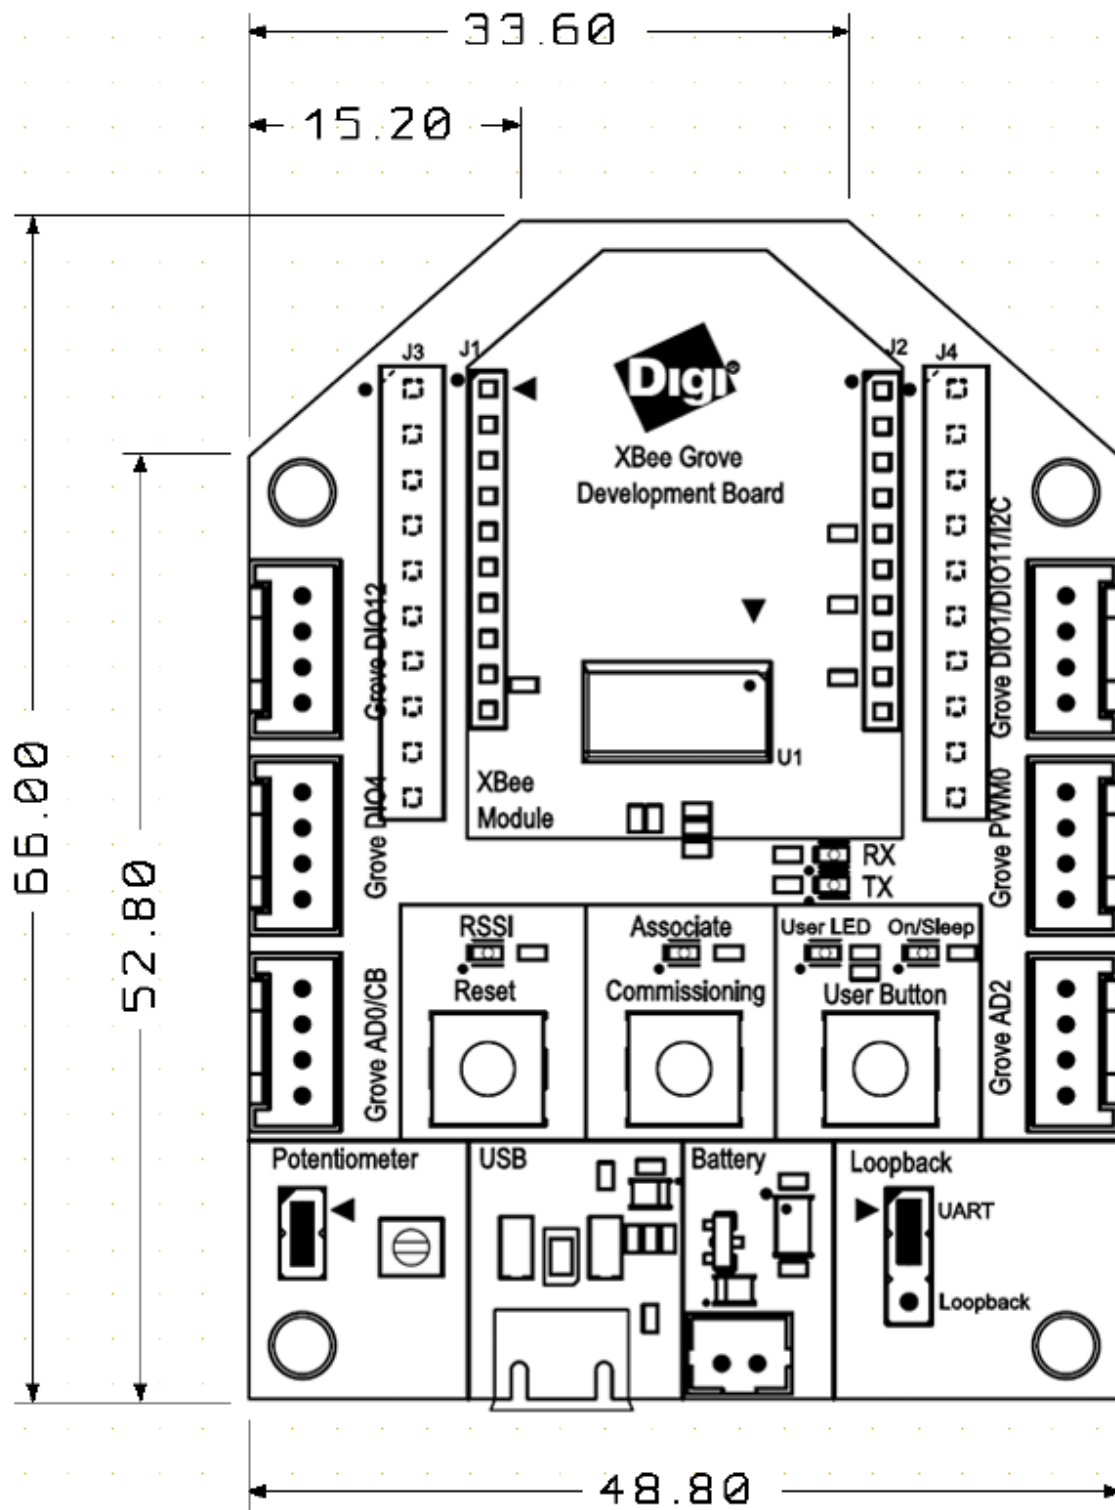 33.60
15.20
J3
J1
J2
J4
Digi®
XBee Grove
Development Board
Grove DIO12
Grove DIO1/DIO11/I2C
U1
XBee
Module
Grove DIO4
Grove PWM0
66.00
52.80
RX
TX
RSSI
Associate
User LED
On/Sleep
Reset
Commissioning
User Button
Grove AD0/CB
Grove AD2
Potentiometer
USB
Battery
Loopback
UART
Loopback
48.80